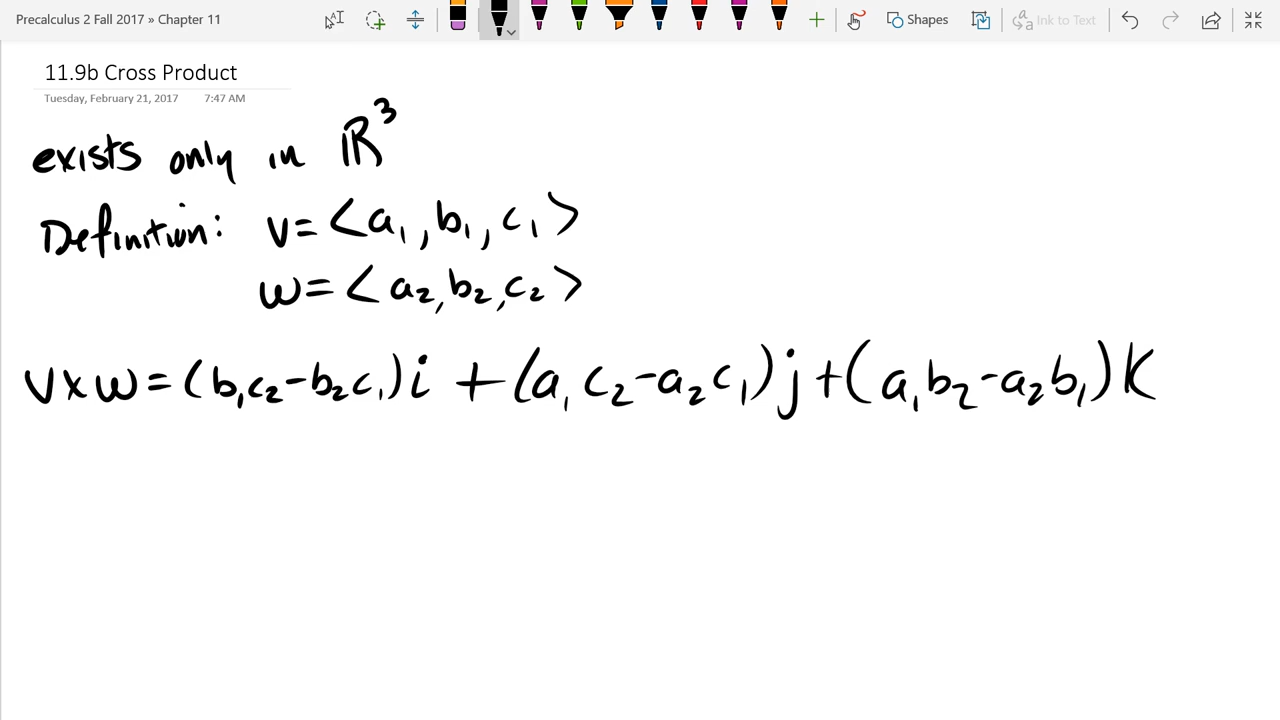 Precalculus 2 Fall 2017 » Chapter 11
Shapes
Ink to Text
11.9b Cross Product
Tuesday, February 21, 2017 7:47 AM
exists only in ℝ³
Definition: v=<a₁,b₁,c₁>
w=<a₂,b₂,c₂>
v×w=(b₁c₂-b₂c₁)i +(a₁c₂-a₂c₁)j+(a₁b₂-a₂b₁)k